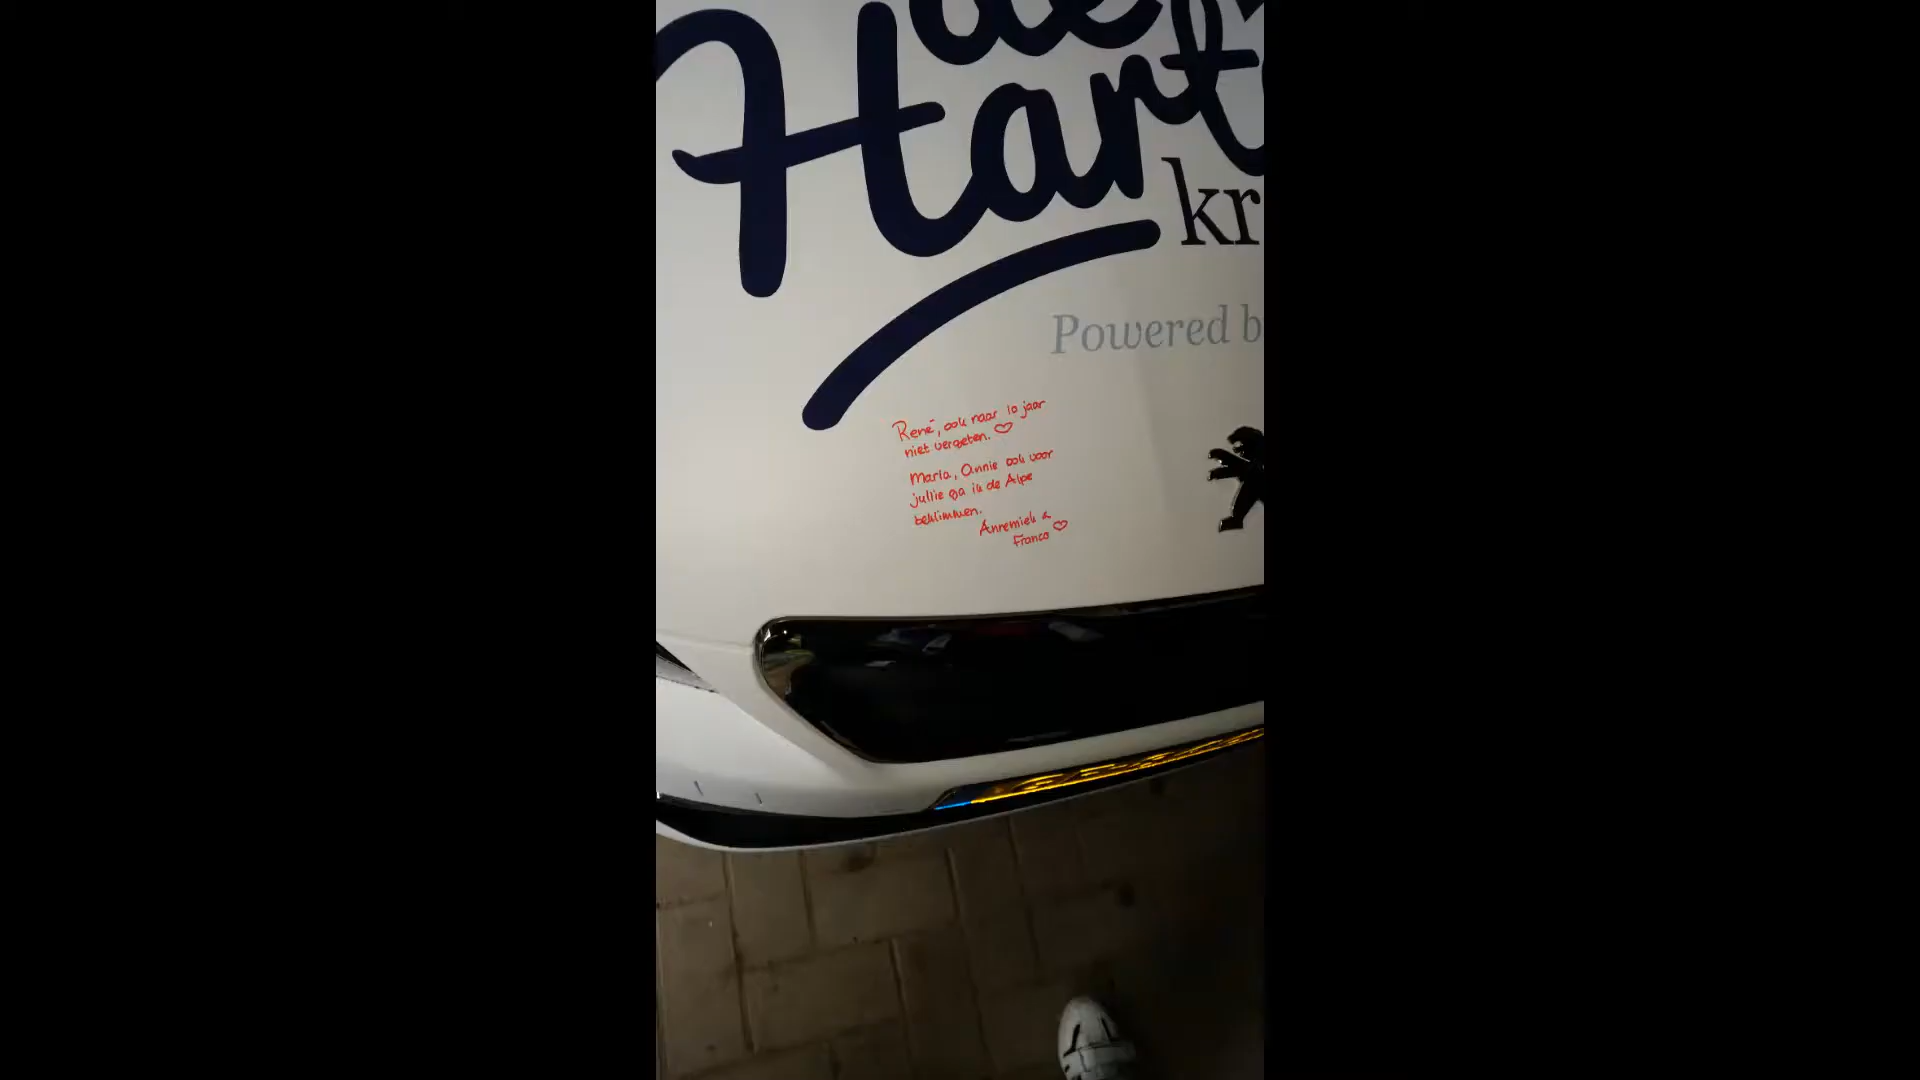 de
Hart
kr
Powered b
René, ook naar 10 jaar
niet vergeten. ♡
Maria, Annie ook voor
jullie ga ik de Alpe
beklimmen.
Annemiek &
Franco ♡